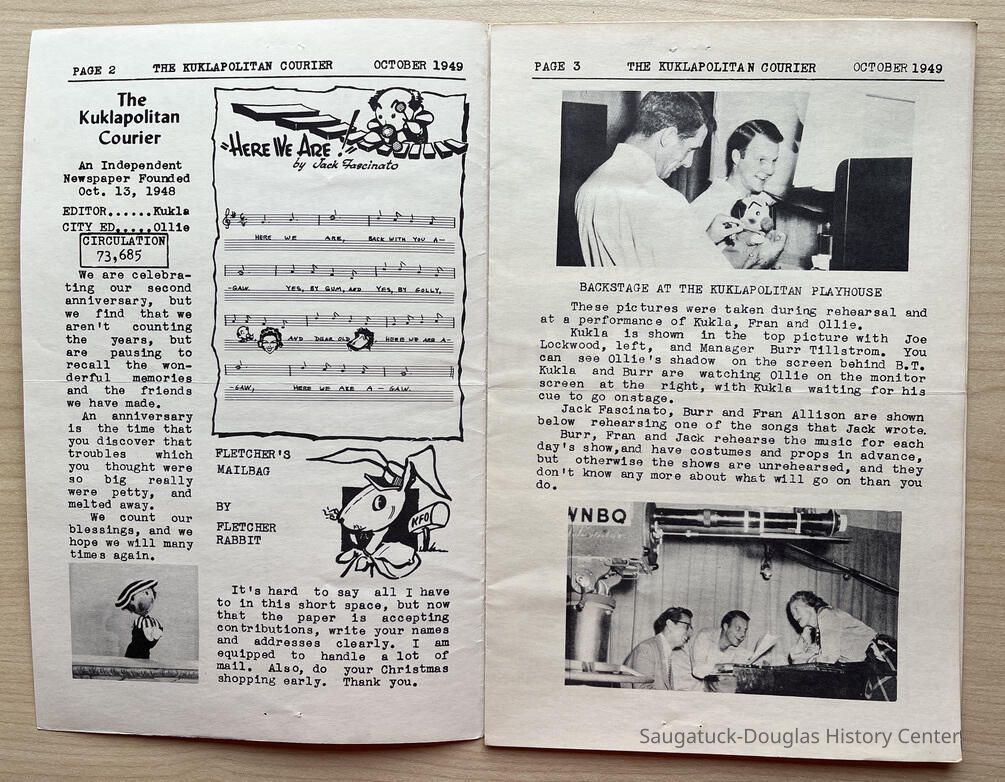 PAGE 2 THE KUKLAPOLITAN COURIER OCTOBER 1949
The
Kuklapolitan
Courier
An Independent
Newspaper Founded
Oct. 13, 1948
EDITOR......Kukla
CITY ED.....Ollie
CIRCULATION
73,685
We are celebra-
ting our second
anniversary, but
we find that we
aren't counting
the years, but
are pausing to
recall the won-
derful memories
and the friends
we have made.
An anniversary
is the time that
you discover that
troubles which
you thought were
so big really
were petty, and
melted away.
We count our
blessings, and we
hope we will many
times again.
"HERE WE ARE"
by Jack Fascinato
HERE WE ARE, BACK WITH YOU A-
-GAW. YES, BY GUM, AND YES, BY GOLLY,
AND DEAR OLD HERE WE ARE A-
-GAW, HERE WE ARE A-GAW.
FLETCHER'S
MAILBAG
BY
FLETCHER
RABBIT
KFO
It's hard to say all I have
to in this short space, but now
that the paper is accepting
contributions, write your names
and addresses clearly. I am
equipped to handle a lot of
mail. Also, do your Christmas
shopping early. Thank you.
PAGE 3 THE KUKLAPOLITAN COURIER OCTOBER 1949
BACKSTAGE AT THE KUKLAPOLITAN PLAYHOUSE
These pictures were taken during rehearsal and
at a performance of Kukla, Fran and Ollie.
Kukla is shown in the top picture with Joe
Lockwood, left, and Manager Burr Tillstrom. You
can see Ollie's shadow on the screen behind B.T.
Kukla and Burr are watching Ollie on the monitor
screen at the right, with Kukla waiting for his
cue to go onstage.
Jack Fascinato, Burr and Fran Allison are shown
below rehearsing one of the songs that Jack wrote.
Burr, Fran and Jack rehearse the music for each
day's show,and have costumes and props in advance,
but otherwise the shows are unrehearsed, and they
don't know any more about what will go on than you
do.
WNBQ
Saugatuck-Douglas History Center